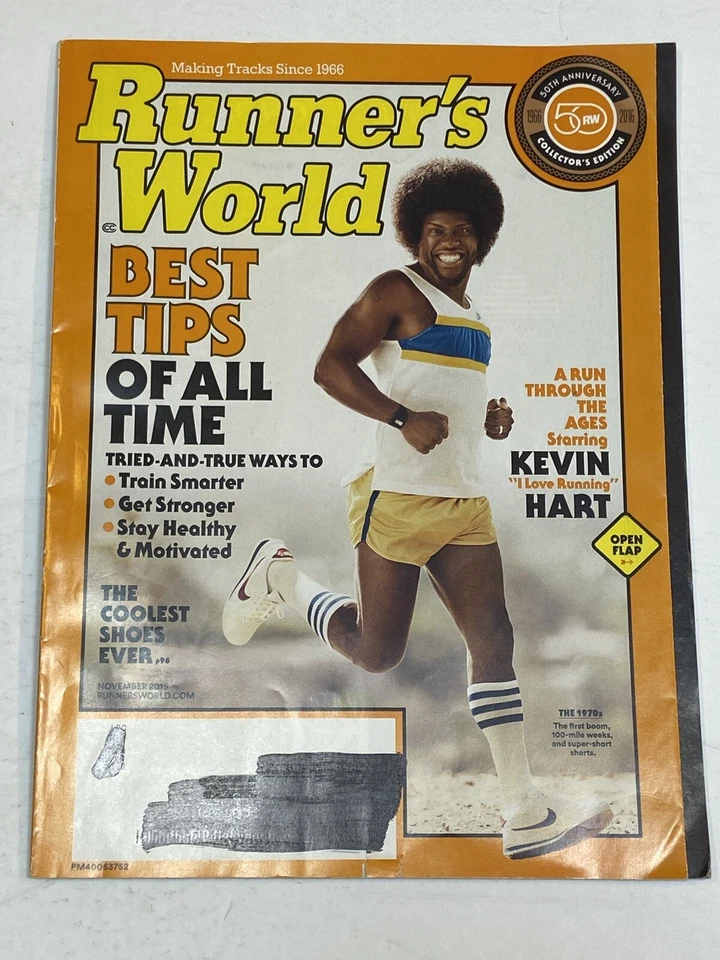 Making Tracks Since 1966
Runner's
World
50TH ANNIVERSARY
1966 50 RW 2016
COLLECTOR'S EDITION
CC
BEST
TIPS
OF ALL
TIME
TRIED-AND-TRUE WAYS TO
• Train Smarter
• Get Stronger
• Stay Healthy
& Motivated
THE
COOLEST
SHOES
EVER, P.96
NOVEMBER 2015
RUNNERSWORLD.COM
A RUN
THROUGH
THE
AGES
Starring
KEVIN
"I Love Running"
HART
OPEN
FLAP
THE 1970s
The first boom,
100-mile weeks,
and super-short
shorts.
PM40063752